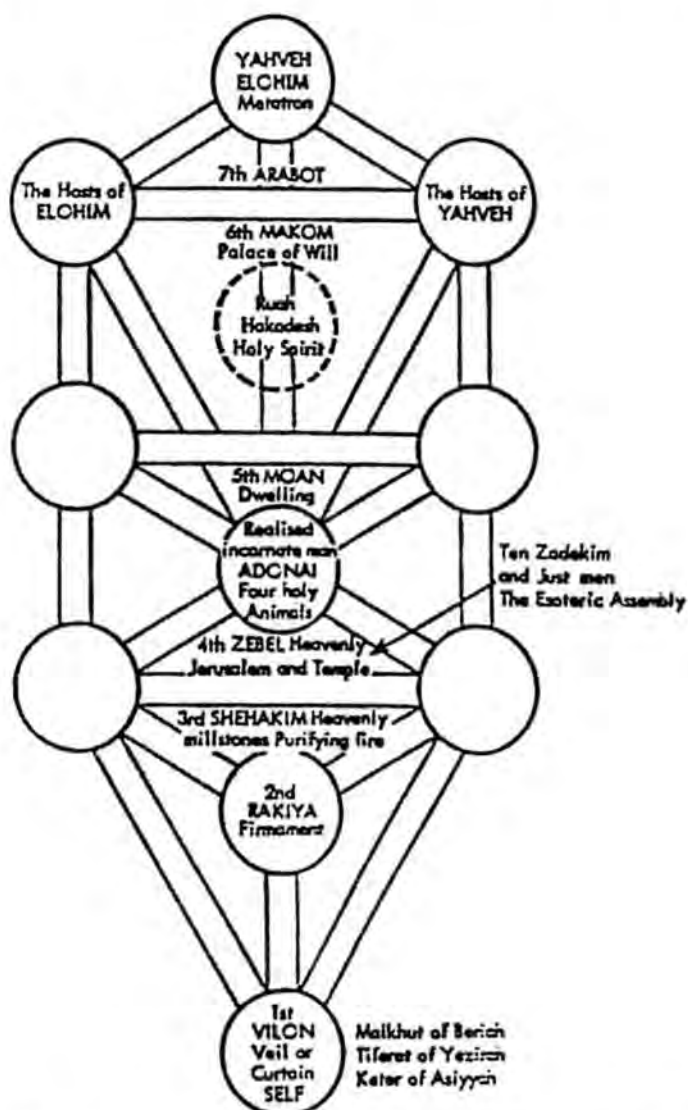 YAHVEH
ELOHIM
Metatron
7th ARABOT
The Hosts of
ELOHIM
The Hosts of
YAHVEH
6th MAKOM
Palace of Will
Ruah
Hakodesh
Holy Spirit
5th MOAN
Dwelling
Realised
incarnate man
ADONAI
Four holy
Animals
Ten Zadekim
and Just men
The Esoteric Assembly
4th ZEBEL Heavenly
Jerusalem and Temple
3rd SHEHAKIM Heavenly
millstones Purifying fire
2nd
RAKIYA
Firmament
1st
VILON
Veil or
Curtain
SELF
Malkhut of Beriah
Tiferet of Yezirah
Keter of Asiyyah